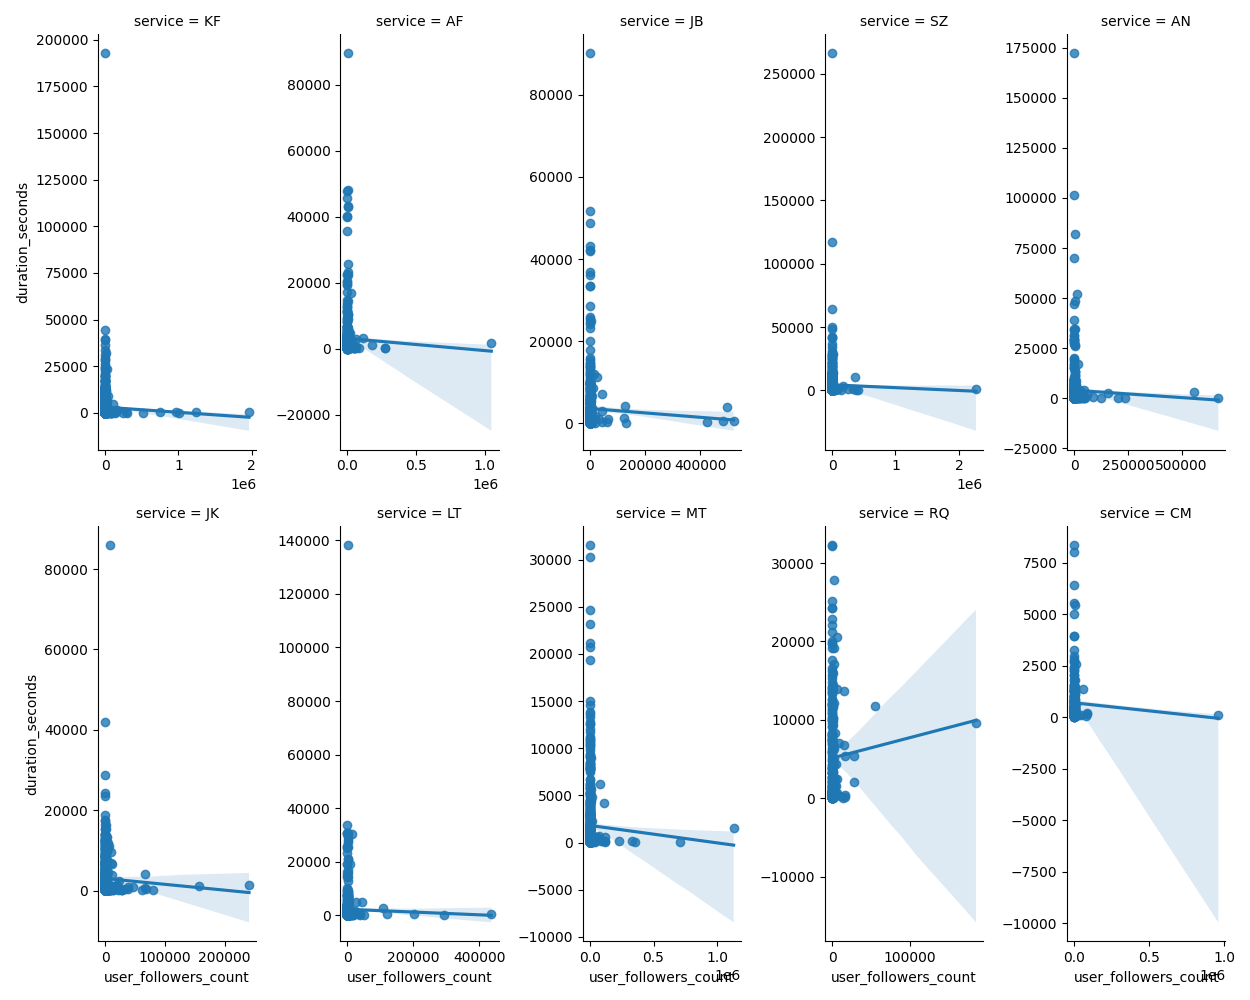 service = KF
200000
175000
150000
125000
100000
75000
50000
25000
0
duration_seconds
0 1 2
1e6
service = AF
80000
60000
40000
20000
0
−20000
0.0 0.5 1.0
1e6
service = JB
80000
60000
40000
20000
0
0 200000 400000
service = SZ
250000
200000
150000
100000
50000
0
0 1 2
1e6
service = AN
175000
150000
125000
100000
75000
50000
25000
0
−25000
0 250000 500000
service = JK
80000
60000
40000
20000
0
duration_seconds
0 100000 200000
user_followers_count
service = LT
140000
120000
100000
80000
60000
40000
20000
0
0 200000 400000
user_followers_count
service = MT
30000
25000
20000
15000
10000
5000
0
−5000
−10000
0.0 0.5 1.0
user_followers_count
1e6
service = RQ
30000
20000
10000
0
−10000
0 100000
user_followers_count
service = CM
7500
5000
2500
0
−2500
−5000
−7500
−10000
0.0 0.5 1.0
user_followers_count
1e6